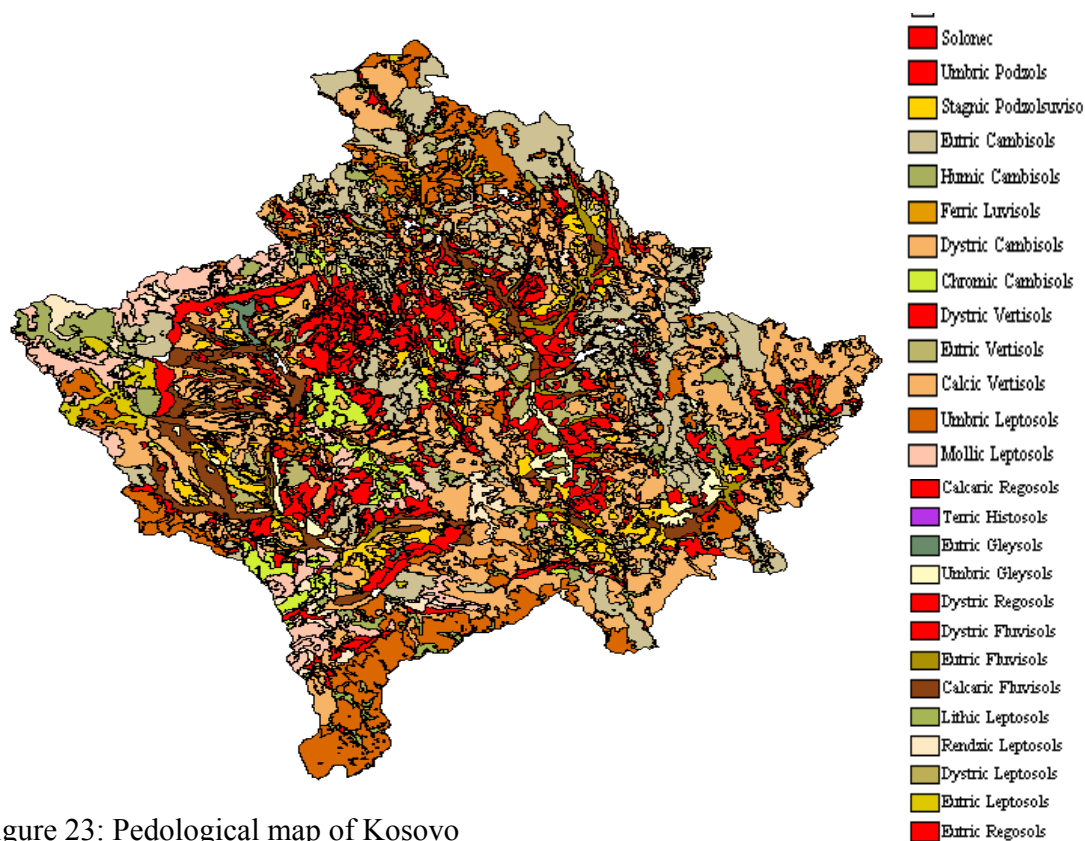 Solonec
Umbric Podzols
Stagnic Podzolsuviso
Eutric Cambisols
Humic Cambisols
Ferric Luvisols
Dystric Cambisols
Chromic Cambisols
Dystric Vertisols
Eutric Vertisols
Calcic Vertisols
Umbric Leptosols
Mollic Leptosols
Calcaric Regosols
Terric Histosols
Eutric Gleysols
Umbric Gleysols
Dystric Regosols
Dystric Fluvisols
Eutric Fluvisols
Calcaric Fluvisols
Lithic Leptosols
Rendzic Leptosols
Dystric Leptosols
Eutric Leptosols
Eutric Regosols
igure 23: Pedological map of Kosovo